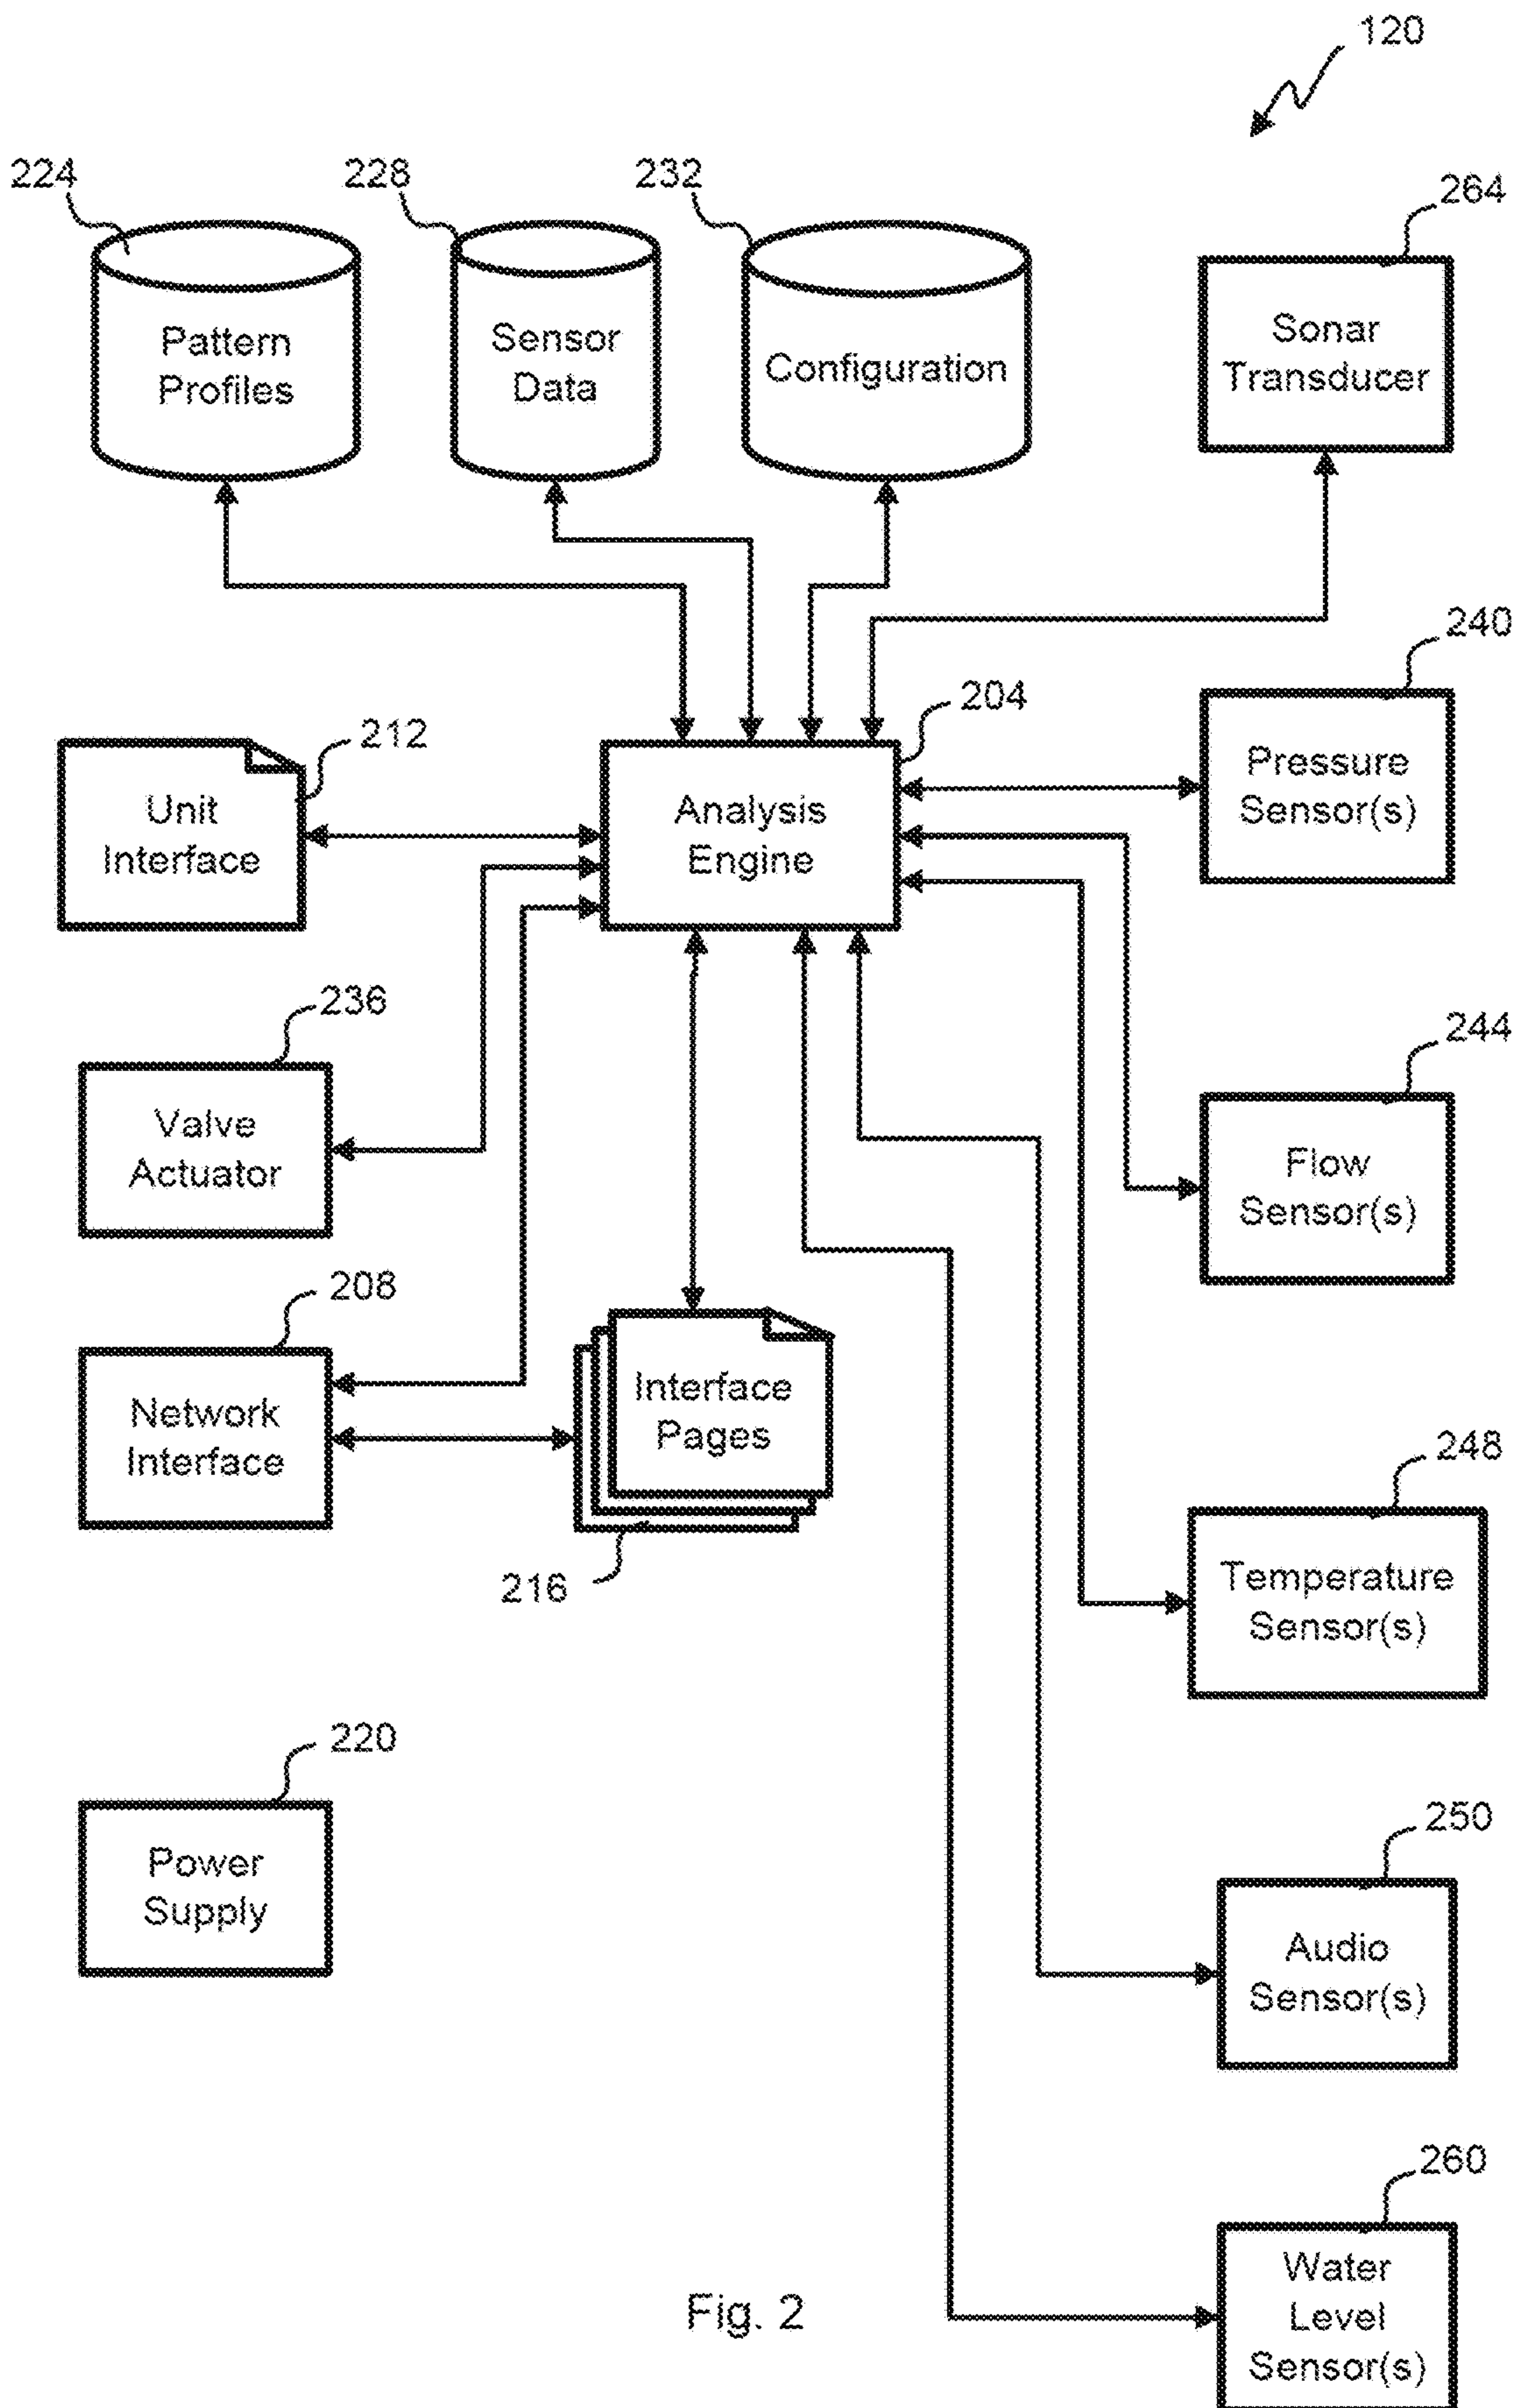 120
224
228
232
264
Pattern
Profiles
Sensor
Data
Configuration
Sonar
Transducer
240
204
212
Unit
Interface
Analysis
Engine
Pressure
Sensor(s)
236
Valve
Actuator
244
Flow
Sensor(s)
208
Network
Interface
Interface
Pages
216
248
Temperature
Sensor(s)
220
Power
Supply
250
Audio
Sensor(s)
260
Water
Level
Sensor(s)
Fig. 2